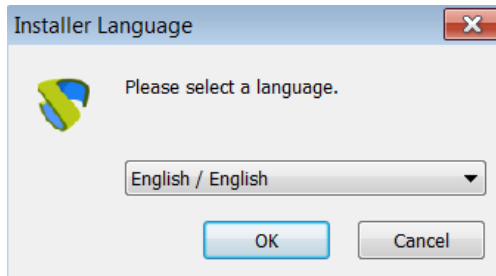 Installer Language
Please select a language.
English / English
OK
Cancel